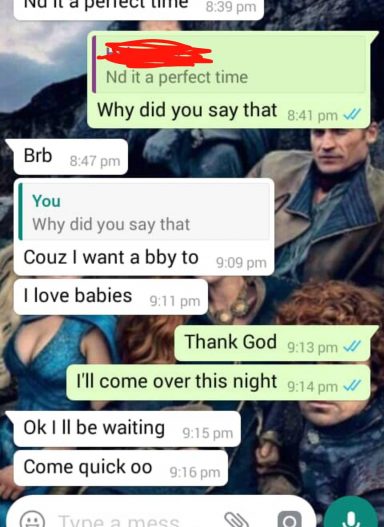 Nd it a perfect time 8:39 pm
Nd it a perfect time
Why did you say that 8:41 pm
Brb 8:47 pm
You
Why did you say that
Couz I want a bby to 9:09 pm
I love babies 9:11 pm
Thank God 9:13 pm
I'll come over this night 9:14 pm
Ok I ll be waiting 9:15 pm
Come quick oo 9:16 pm
Type a mess